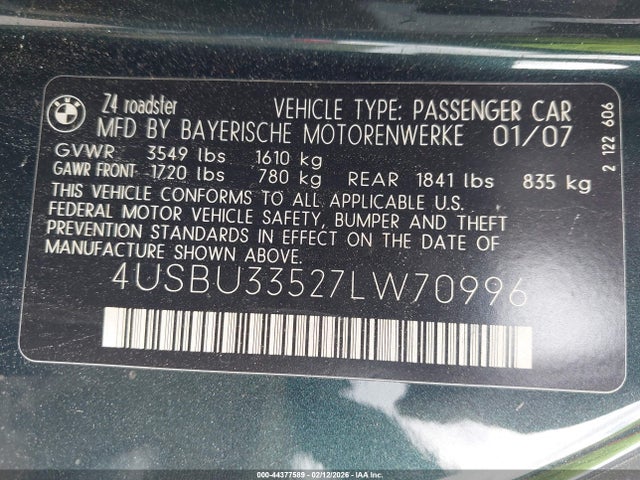 BMW
Z4 roadster
VEHICLE TYPE: PASSENGER CAR
MFD BY BAYERISCHE MOTORENWERKE 01/07
GVWR 3549 lbs 1610 kg
GAWR FRONT 1720 lbs 780 kg REAR 1841 lbs 835 kg
THIS VEHICLE CONFORMS TO ALL APPLICABLE U.S.
FEDERAL MOTOR VEHICLE SAFETY, BUMPER AND THEFT
PREVENTION STANDARDS IN EFFECT ON THE DATE OF
MANUFACTURE SHOWN ABOVE.
4USBU33527LW70996
2 122 606
000-44377589 - 02/12/2026 - IAA Inc.